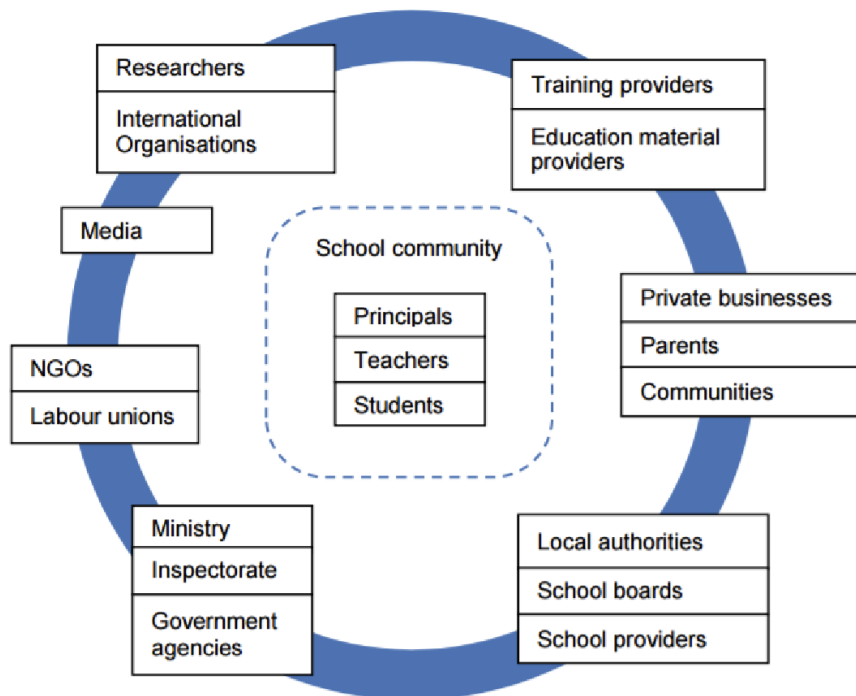 Researchers
International
Organisations
Training providers
Education material
providers
Media
School community
Principals
Teachers
Students
Private businesses
Parents
Communities
NGOs
Labour unions
Ministry
Inspectorate
Government
agencies
Local authorities
School boards
School providers